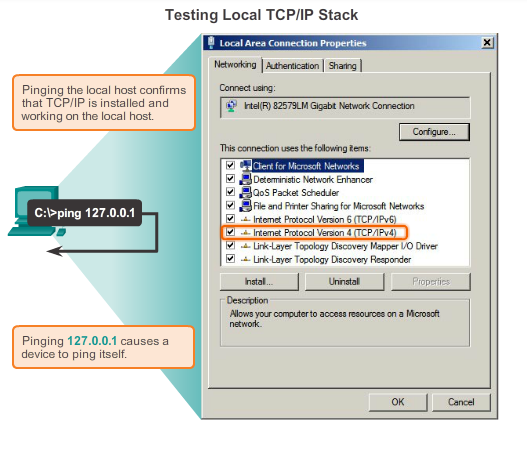 Testing Local TCP/IP Stack
Pinging the local host confirms
that TCP/IP is installed and
working on the local host.
C:\>ping 127.0.0.1
Pinging 127.0.0.1 causes a
device to ping itself.
Local Area Connection Properties
Networking
Authentication
Sharing
Connect using:
Intel(R) 82579LM Gigabit Network Connection
Configure...
This connection uses the following items:
Client for Microsoft Networks
Deterministic Network Enhancer
QoS Packet Scheduler
File and Printer Sharing for Microsoft Networks
Internet Protocol Version 6 (TCP/IPv6)
Internet Protocol Version 4 (TCP/IPv4)
Link-Layer Topology Discovery Mapper I/O Driver
Link-Layer Topology Discovery Responder
Install...
Uninstall
Properties
Description
Allows your computer to access resources on a Microsoft
network.
OK
Cancel